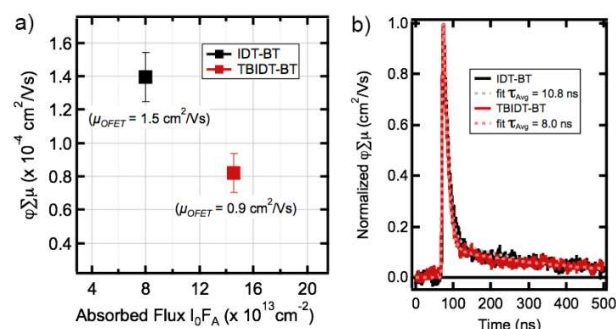 a)
φ∑μ (x 10⁻⁴ cm²/Vs)
1.6
1.4
1.2
1.0
0.8
0.6
0.4
IDT-BT
TBIDT-BT
(μOFET = 1.5 cm²/Vs)
(μOFET = 0.9 cm²/Vs)
4 8 12 16 20
Absorbed Flux I₀FA (x 10¹³cm⁻²)
b)
Normalized φ∑μ (cm²/Vs)
1.0
0.8
0.6
0.4
0.2
0.0
IDT-BT
fit τAvg = 10.8 ns
TBIDT-BT
fit τAvg = 8.0 ns
0 100 200 300 400 500
Time (ns)